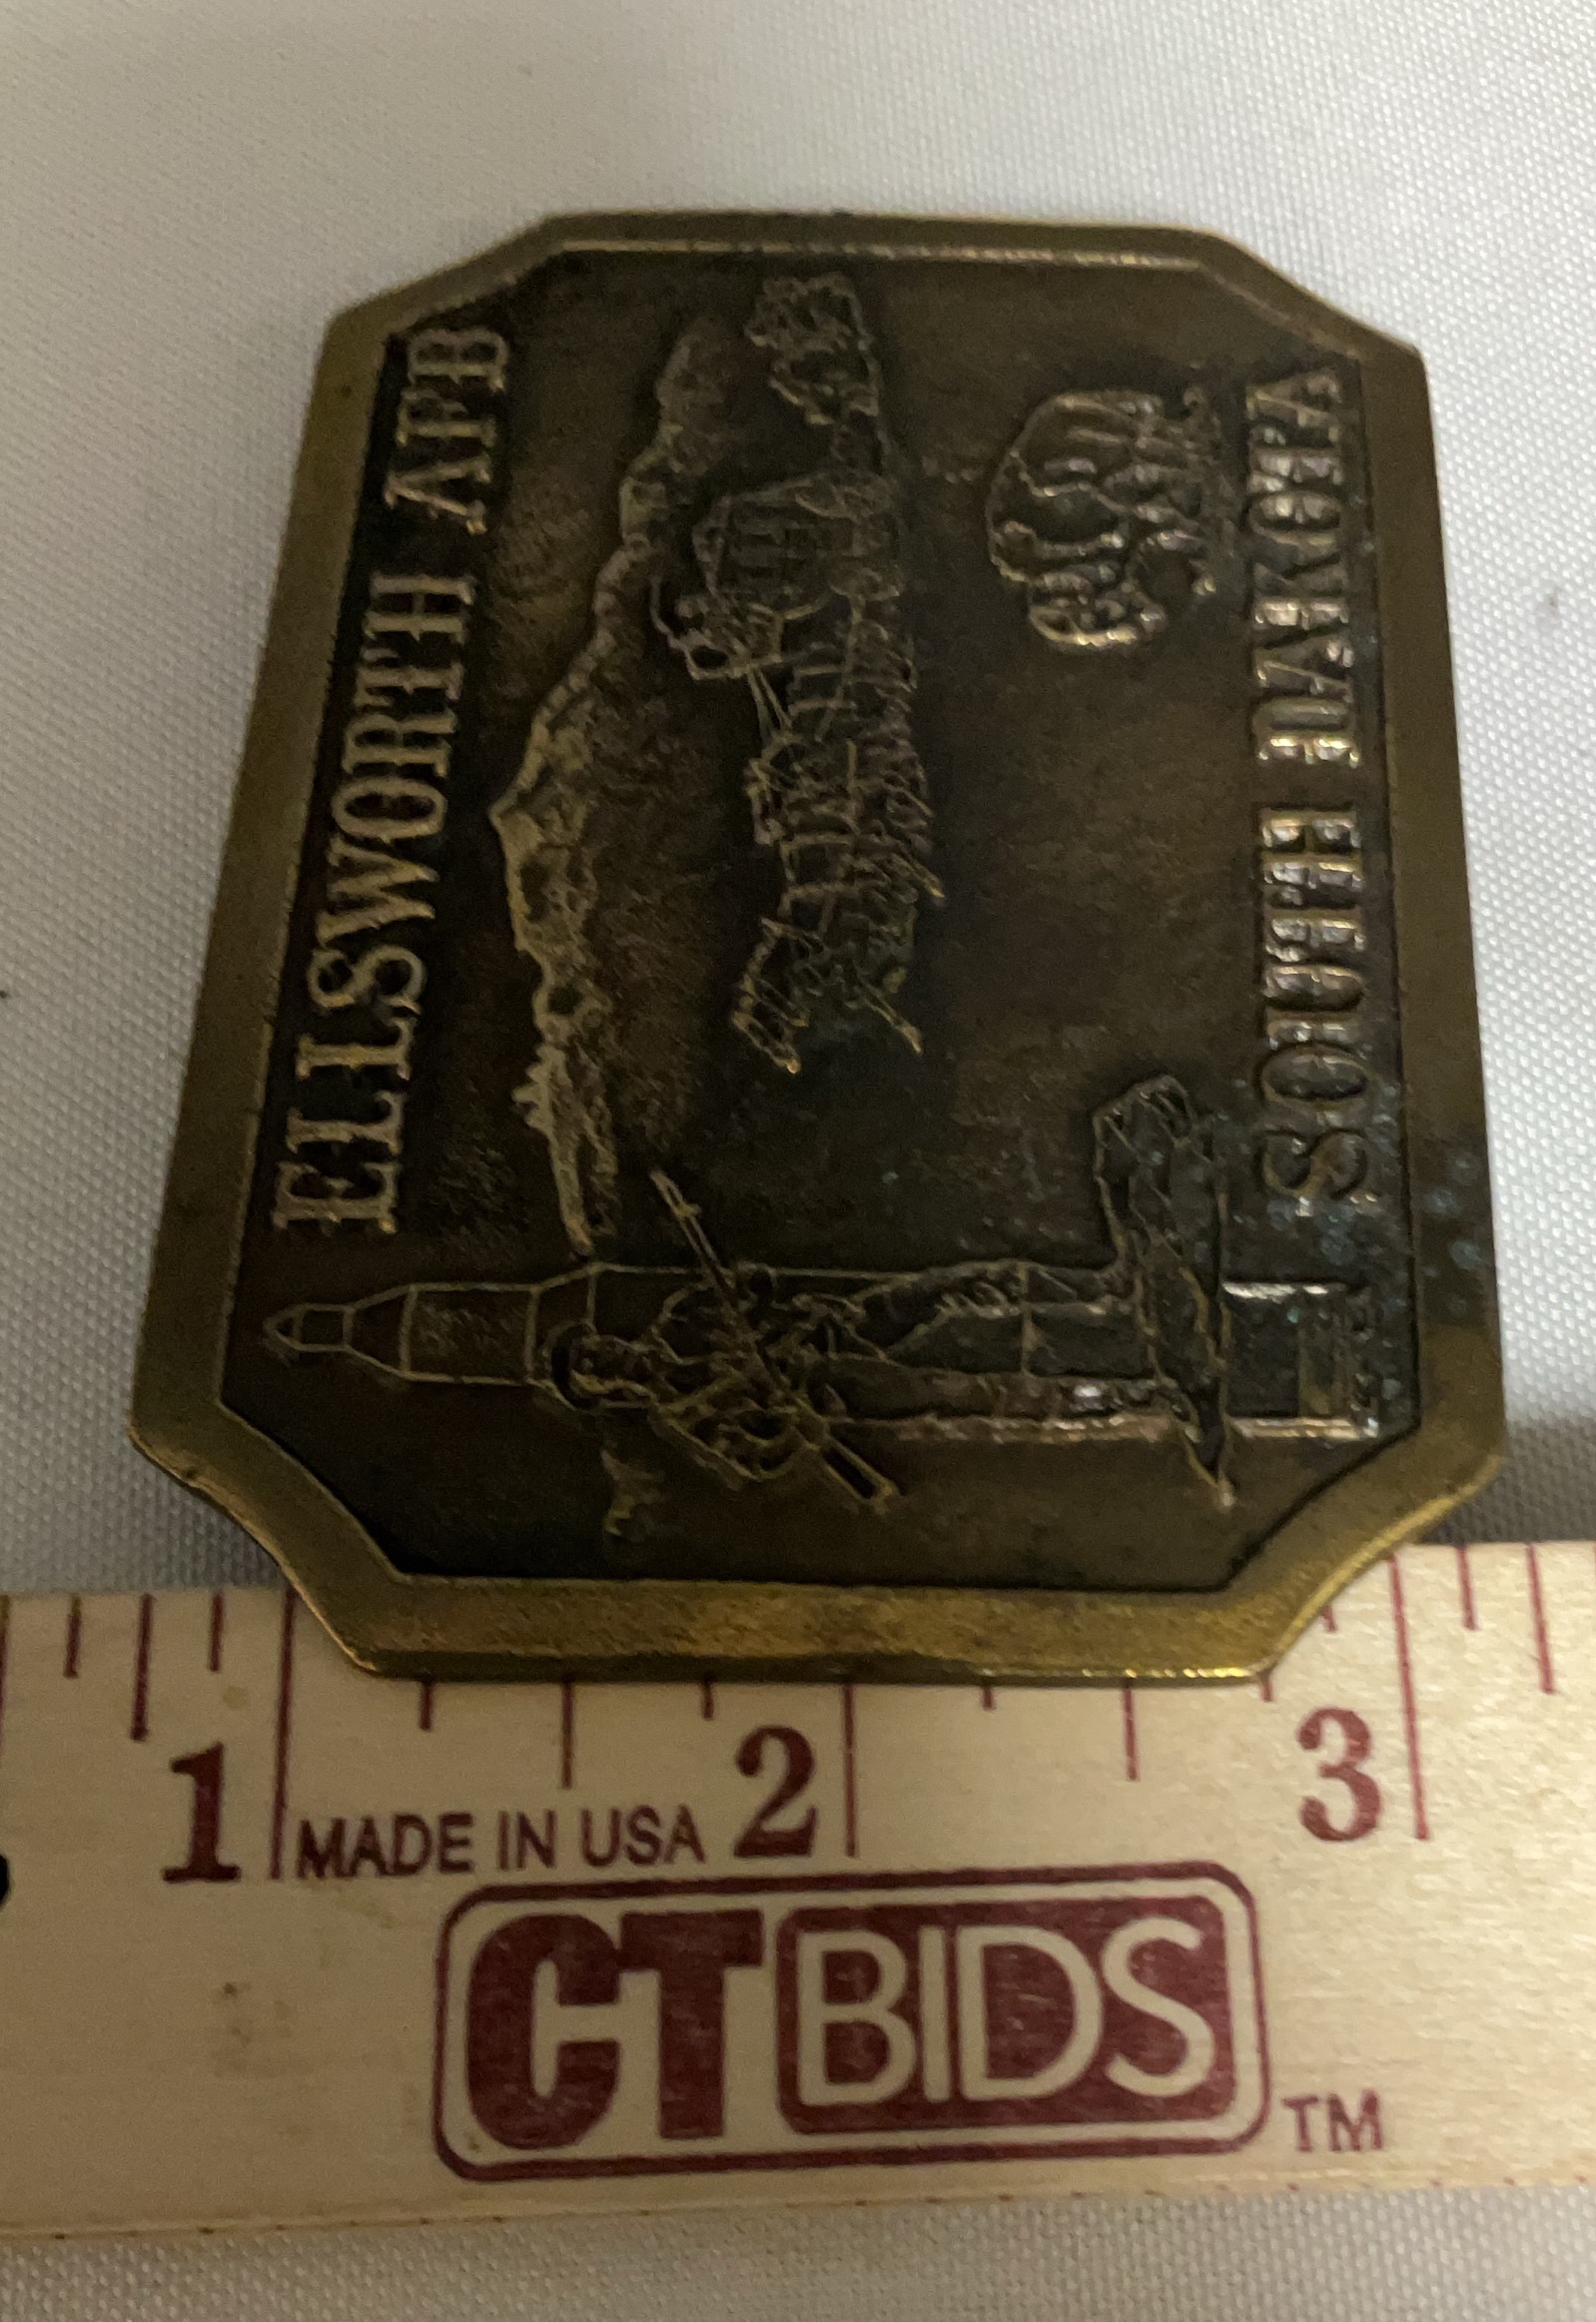 ELLSWORTH AFB
SOUTH DAKOTA
1 2 3
MADE IN USA
CTBIDS TM